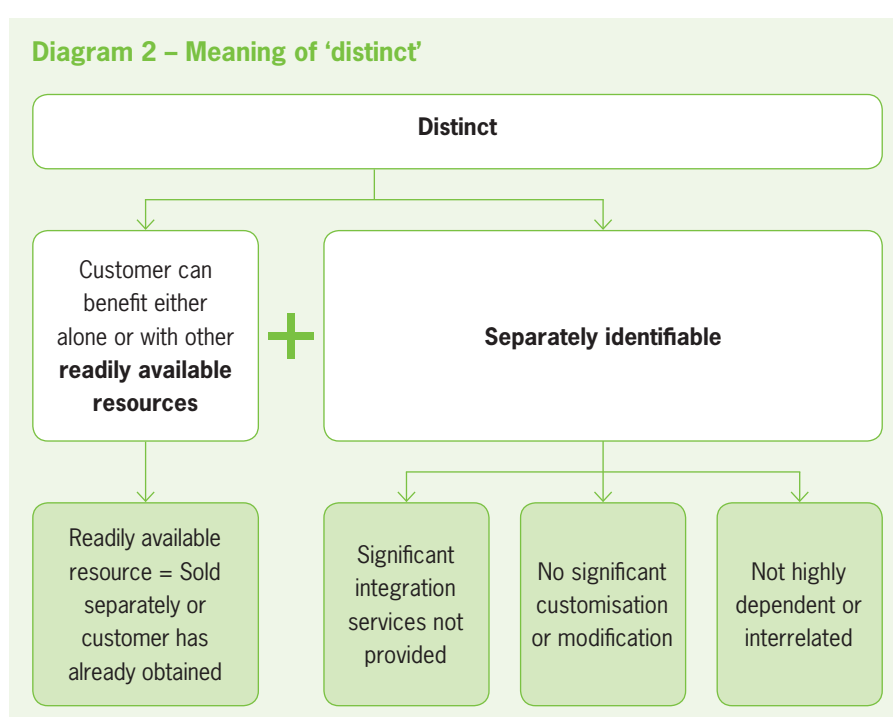 Diagram 2 – Meaning of ‘distinct’
Distinct
Customer can
benefit either
alone or with other
readily available
resources
+
Separately identifiable
Readily available
resource = Sold
separately or
customer has
already obtained
Significant
integration
services not
provided
No significant
customisation
or modification
Not highly
dependent or
interrelated